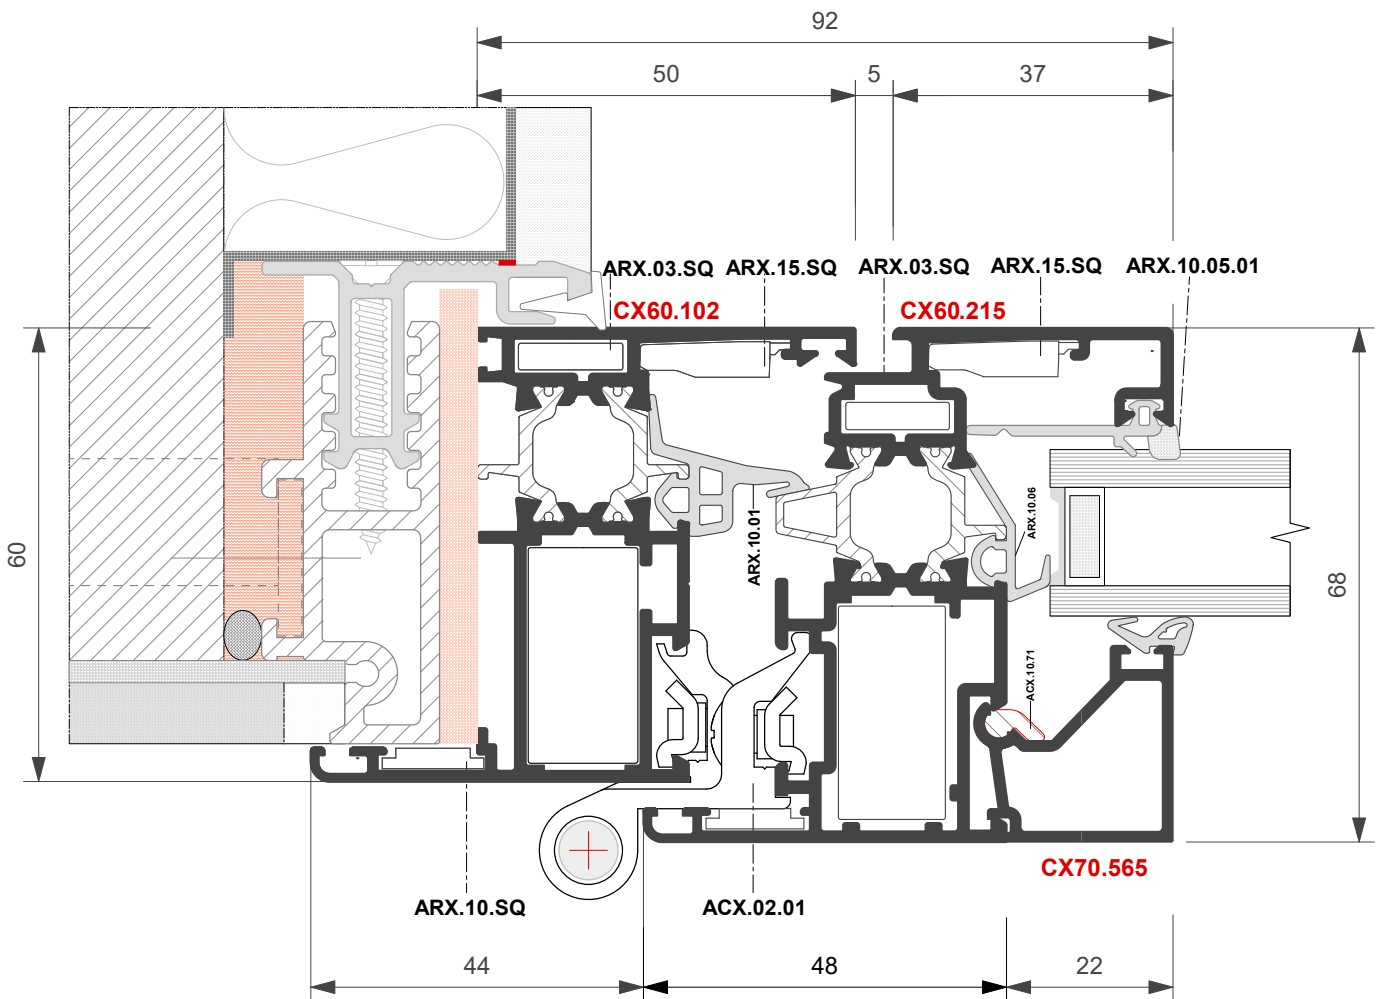 92
50 5 37
ARX.03.SQ ARX.15.SQ ARX.03.SQ ARX.15.SQ ARX.10.05.01
CX60.102 CX60.215
60
ARX.10.01
ARX.10.06
68
ACX.10.71
CX70.565
ARX.10.SQ ACX.02.01
44 48 22